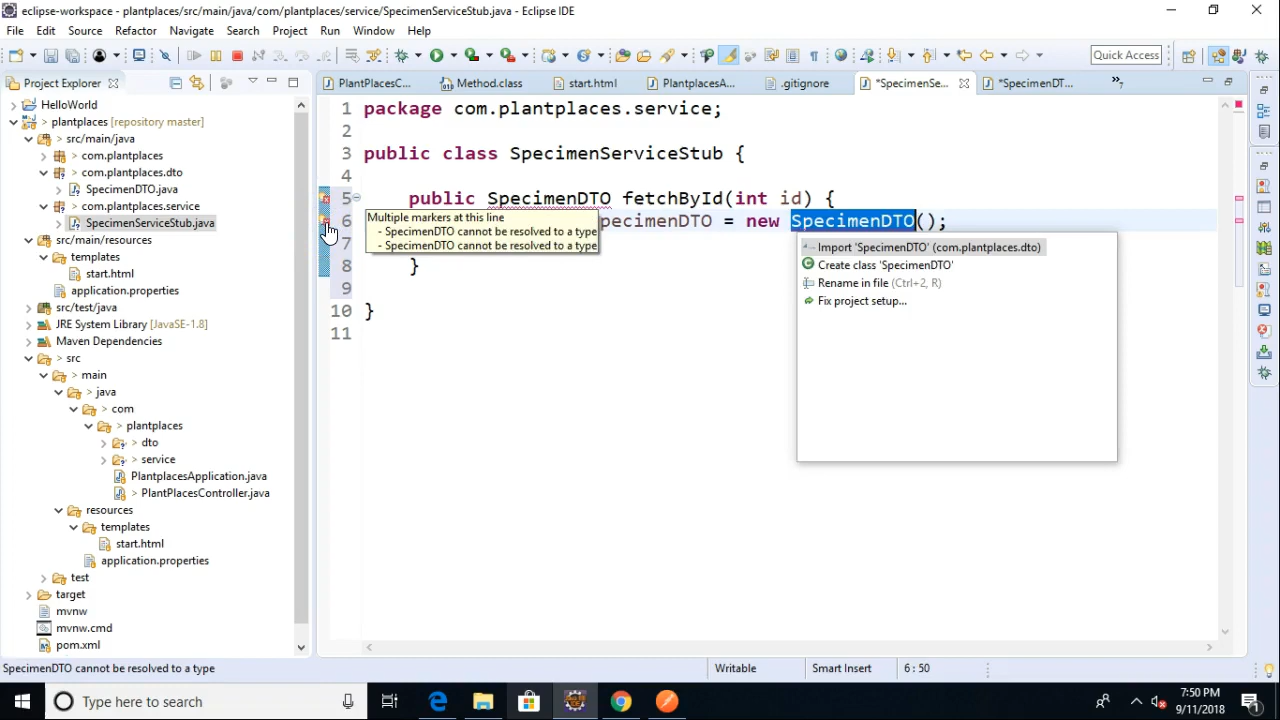 eclipse-workspace - plantplaces/src/main/java/com/plantplaces/service/SpecimenServiceStub.java - Eclipse IDE
File Edit Source Refactor Navigate Search Project Run Window Help
Quick Access
Project Explorer
PlantPlacesC...
Method.class
start.html
PlantplacesA...
.gitignore
*SpecimenSe...
*SpecimenDT...
»7
HelloWorld
> plantplaces [repository master]
> src/main/java
> com.plantplaces
> com.plantplaces.dto
SpecimenDTO.java
> com.plantplaces.service
SpecimenServiceStub.java
> src/main/resources
templates
start.html
application.properties
src/test/java
JRE System Library [JavaSE-1.8]
Maven Dependencies
> src
> main
> java
> com
> plantplaces
> dto
> service
PlantplacesApplication.java
> PlantPlacesController.java
resources
templates
start.html
application.properties
test
target
mvnw
mvnw.cmd
pom.xml
1 package com.plantplaces.service;
2
3 public class SpecimenServiceStub {
4
5 public SpecimenDTO fetchById(int id) {
6 pecimenDTO = new SpecimenDTO();
7
8 }
9
10 }
11
Multiple markers at this line
- SpecimenDTO cannot be resolved to a type
- SpecimenDTO cannot be resolved to a type
Import 'SpecimenDTO' (com.plantplaces.dto)
Create class 'SpecimenDTO'
Rename in file (Ctrl+2, R)
Fix project setup...
SpecimenDTO cannot be resolved to a type
Writable
Smart Insert
6 : 50
Type here to search
7:50 PM
9/11/2018
1